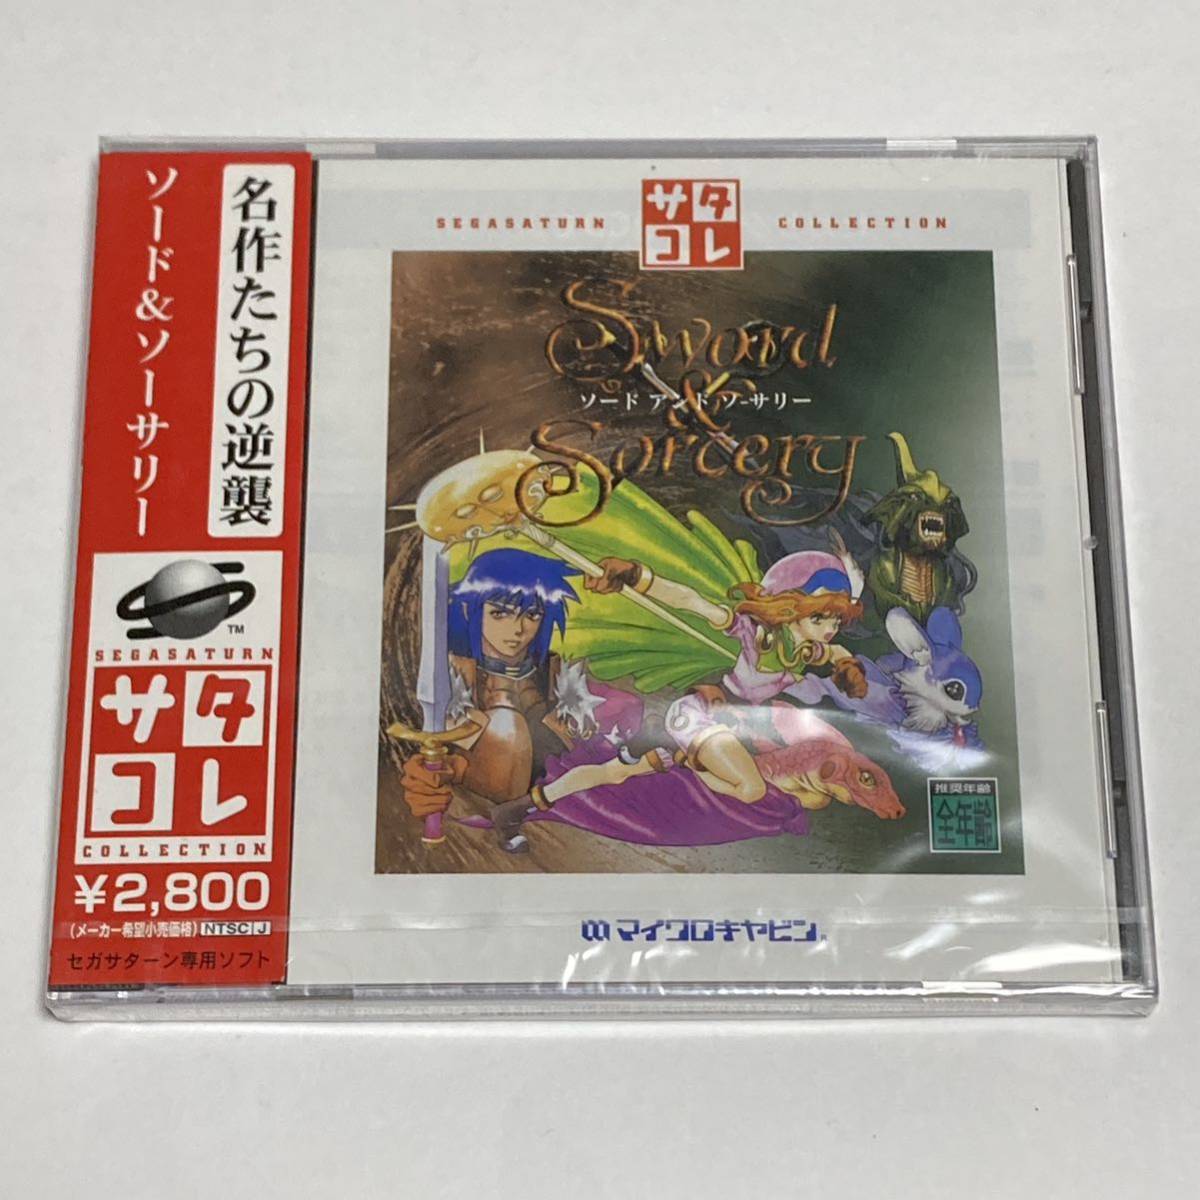 名作たちの逆襲
ソード&ソーサリー
TM
SEGASATURN
サタ
コレ
COLLECTION
¥2,800
(メーカー希望小売価格) NTSC J
セガサターン専用ソフト
SEGASATURN サタ COLLECTION
コレ
Sword
&
ソード アンド ソーサリー
Sorcery
推奨年齢
全年齢
マイクロキャビン